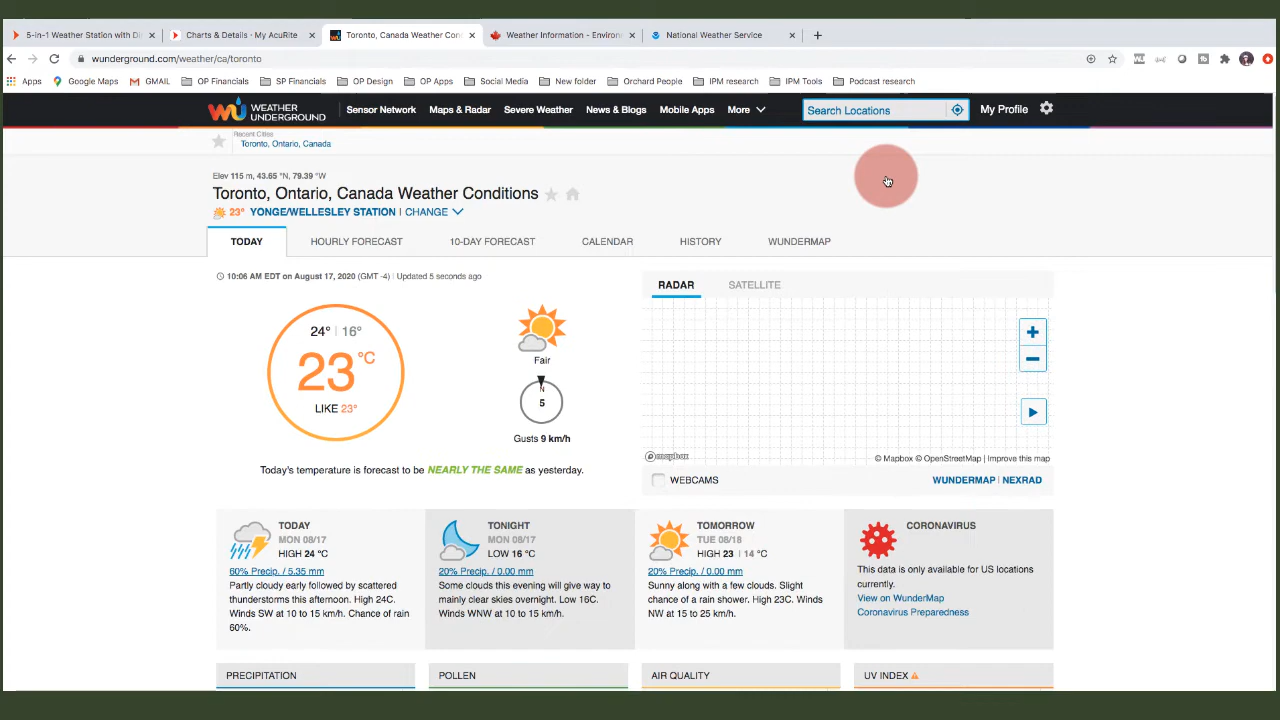 5-in-1 Weather Station with Di
Charts & Details · My AcuRite
Toronto, Canada Weather Con
Weather Information - Environ
National Weather Service
wunderground.com/weather/ca/toronto
Apps
Google Maps
GMAIL
OP Financials
SP Financials
OP Design
OP Apps
Social Media
New folder
Orchard People
IPM research
IPM Tools
Podcast research
WEATHER
UNDERGROUND
Sensor Network
Maps & Radar
Severe Weather
News & Blogs
Mobile Apps
More
Search Locations
My Profile
Recent Cities
Toronto, Ontario, Canada
Elev 115 m, 43.65 °N, 79.39 °W
Toronto, Ontario, Canada Weather Conditions
23° YONGE/WELLESLEY STATION | CHANGE
TODAY
HOURLY FORECAST
10-DAY FORECAST
CALENDAR
HISTORY
WUNDERMAP
10:06 AM EDT on August 17, 2020 (GMT -4) | Updated 5 seconds ago
24° | 16°
23 °C
LIKE 23°
Fair
N
5
Gusts 9 km/h
Today's temperature is forecast to be NEARLY THE SAME as yesterday.
RADAR
SATELLITE
+
−
mapbox
© Mapbox © OpenStreetMap | Improve this map
WEBCAMS
WUNDERMAP | NEXRAD
TODAY
MON 08/17
HIGH 24 °C
60% Precip. / 5.35 mm
Partly cloudy early followed by scattered
thunderstorms this afternoon. High 24C.
Winds SW at 10 to 15 km/h. Chance of rain
60%.
TONIGHT
MON 08/17
LOW 16 °C
20% Precip. / 0.00 mm
Some clouds this evening will give way to
mainly clear skies overnight. Low 16C.
Winds WNW at 10 to 15 km/h.
TOMORROW
TUE 08/18
HIGH 23 | 14 °C
20% Precip. / 0.00 mm
Sunny along with a few clouds. Slight
chance of a rain shower. High 23C. Winds
NW at 15 to 25 km/h.
CORONAVIRUS
This data is only available for US locations
currently.
View on WunderMap
Coronavirus Preparedness
PRECIPITATION
POLLEN
AIR QUALITY
UV INDEX